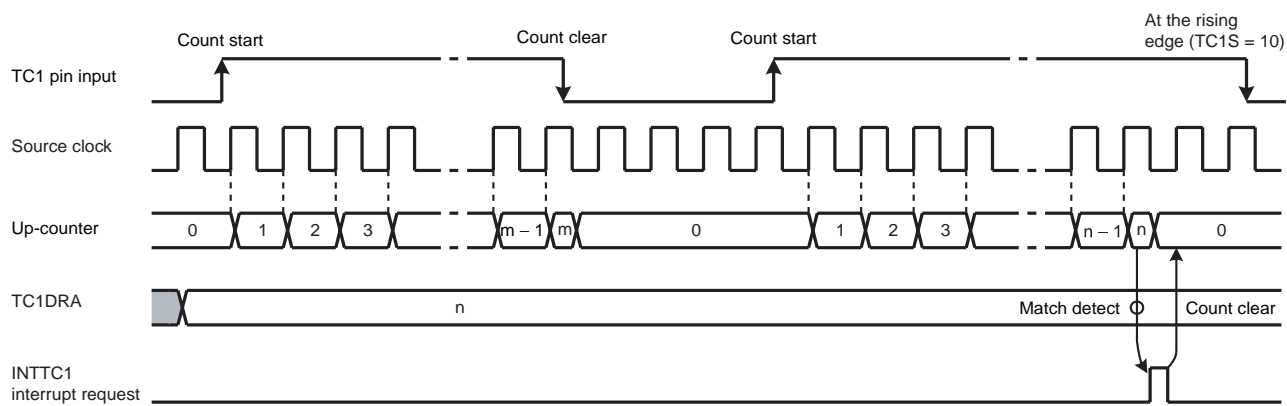 At the rising
edge (TC1S = 10)
Count start
Count clear
Count start
TC1 pin input
Source clock
Up-counter
0 1 2 3 m – 1 m 0 1 2 3 n – 1 n 0
TC1DRA
n
Match detect
Count clear
INTTC1
interrupt request